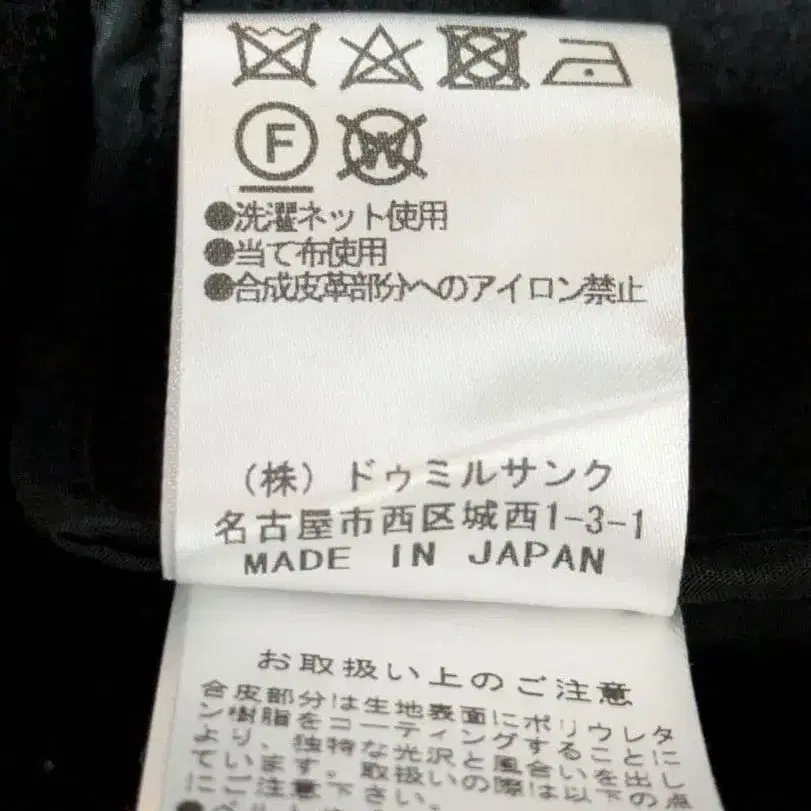 F W
●洗濯ネット使用
●当て布使用
●合成皮革部分へのアイロン禁止
(株)ドゥミルサンク
名古屋市西区城西1-3-1
MADE IN JAPAN
お取扱い上のご注意
合皮部分は生地表面にポリウレタ
ン樹脂をコーティングすることに
より、独特な光沢と風合いを出し
ています。取扱いの際は以下の点
にご注意下さい。